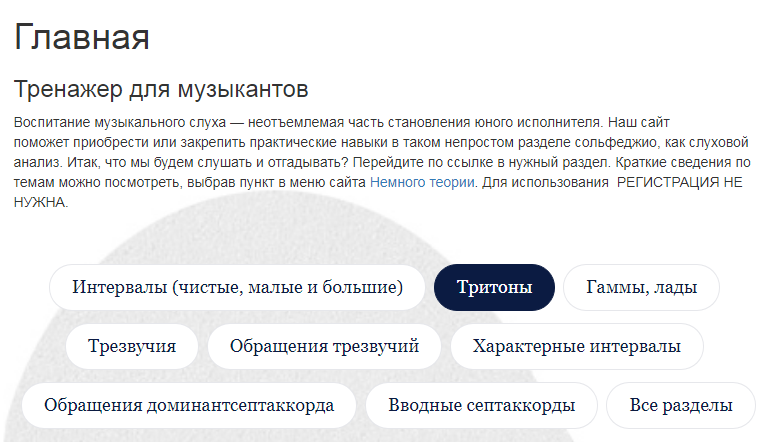 Главная
Тренажер для музыкантов
Воспитание музыкального слуха — неотъемлемая часть становления юного исполнителя. Наш сайт
поможет приобрести или закрепить практические навыки в таком непростом разделе сольфеджио, как слуховой
анализ. Итак, что мы будем слушать и отгадывать? Перейдите по ссылке в нужный раздел. Краткие сведения по
темам можно посмотреть, выбрав пункт в меню сайта Немного теории. Для использования РЕГИСТРАЦИЯ НЕ
НУЖНА.
Интервалы (чистые, малые и большие) Тритоны Гаммы, лады
Трезвучия Обращения трезвучий Характерные интервалы
Обращения доминантсептаккорда Вводные септаккорды Все разделы